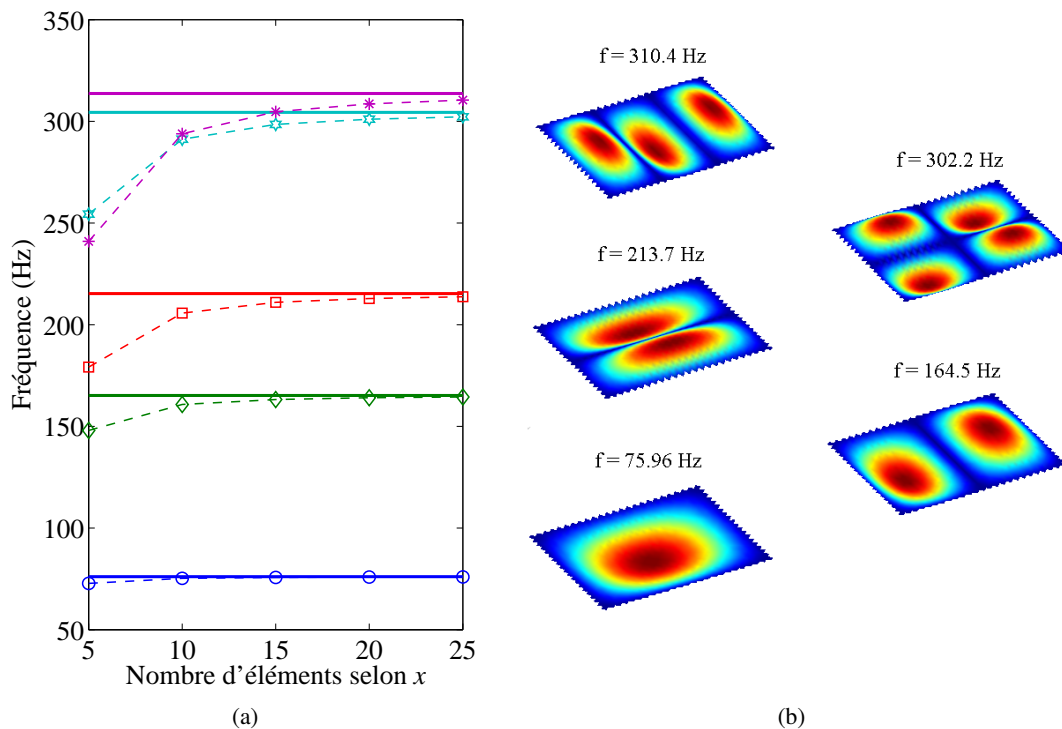 350
300
250
200
150
100
50
Fréquence (Hz)
5 10 15 20 25
Nombre d'éléments selon x
(a)
f = 310.4 Hz
f = 302.2 Hz
f = 213.7 Hz
f = 164.5 Hz
f = 75.96 Hz
(b)